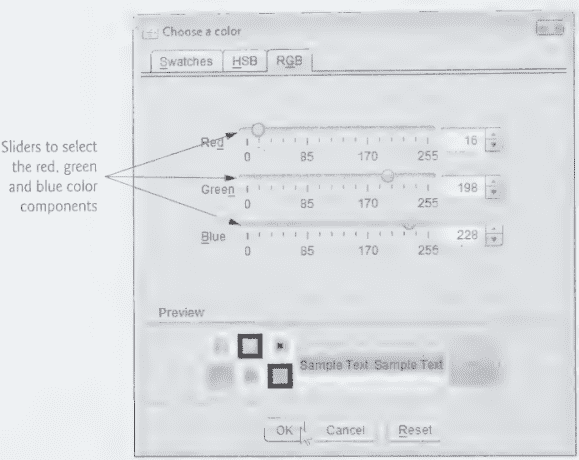 Choose a color
Swatches HSB RGB
Sliders to select
the red, green
and blue color
components
Red 16
0 85 170 255
Green 198
0 85 170 255
Blue 228
0 85 170 255
Preview
Sample Text Sample Text
OK Cancel Reset